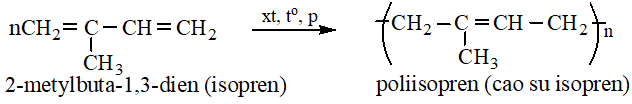 nCH₂=C–CH=CH₂ xt, tᵒ, p (CH₂–C=CH–CH₂)n
CH₃ CH₃
2-metylbuta-1,3-dien (isopren) poliisopren (cao su isopren)